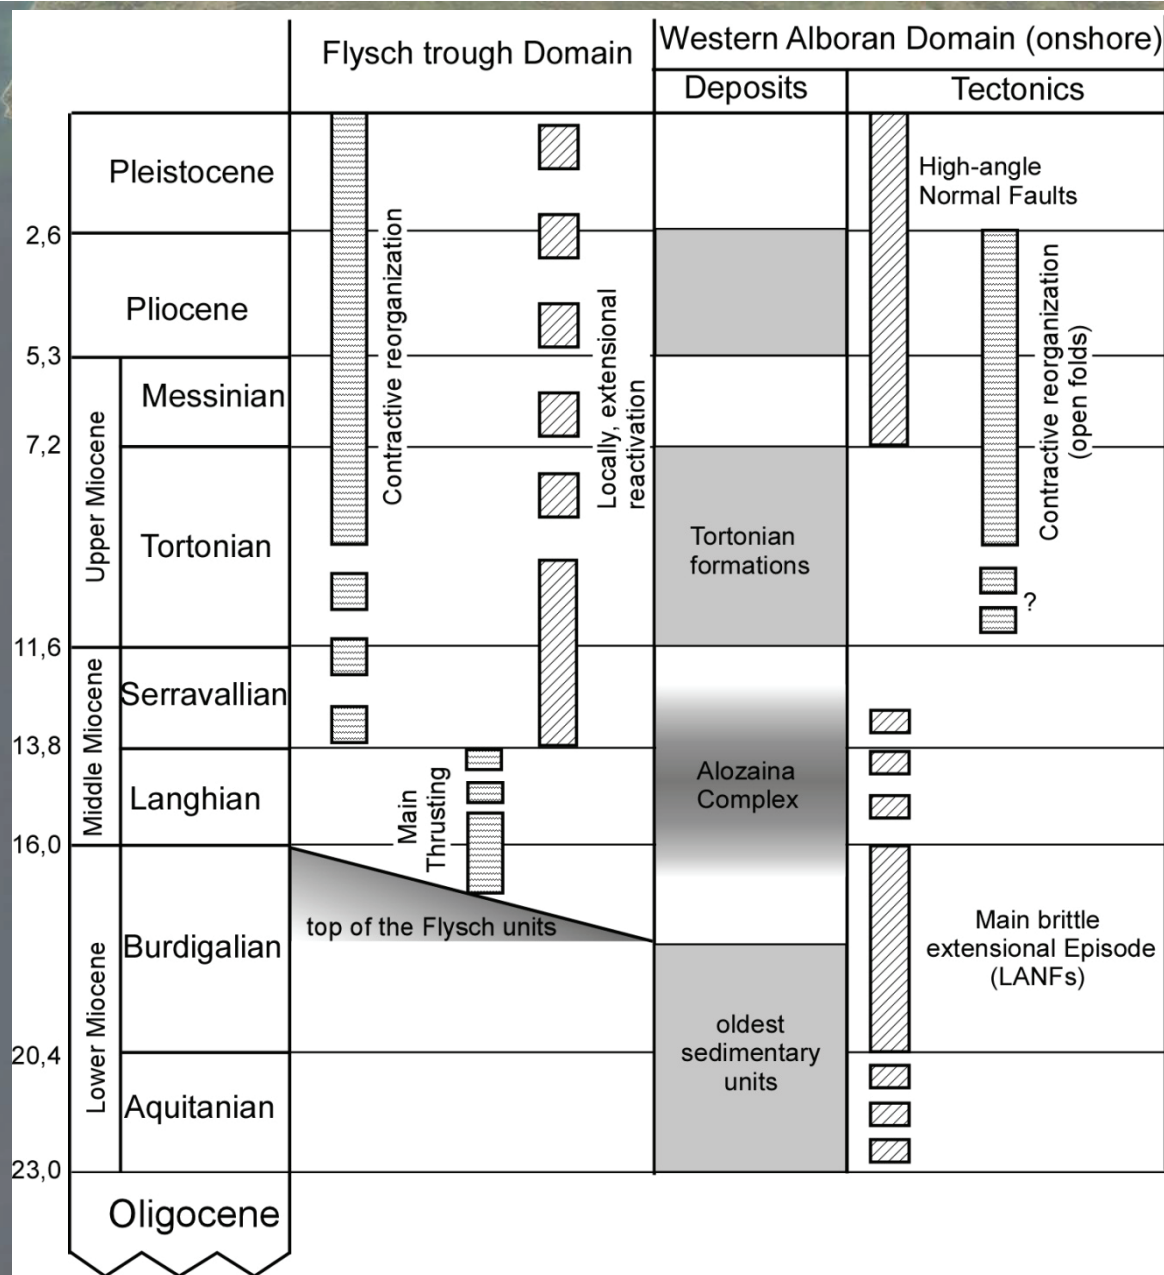 Flysch trough Domain
Western Alboran Domain (onshore)
Deposits
Tectonics
Pleistocene
High-angle
Normal Faults
2,6
Pliocene
Contractive reorganization
Locally, extensional
reactivation
Contractive reorganization
(open folds)
5,3
Upper Miocene
Messinian
7,2
Tortonian
Tortonian
formations
?
11,6
Middle Miocene
Serravallian
13,8
Langhian
Main
Thrusting
Alozaina
Complex
16,0
Lower Miocene
Burdigalian
top of the Flysch units
Main brittle
extensional Episode
(LANFs)
oldest
sedimentary
units
20,4
Aquitanian
23,0
Oligocene